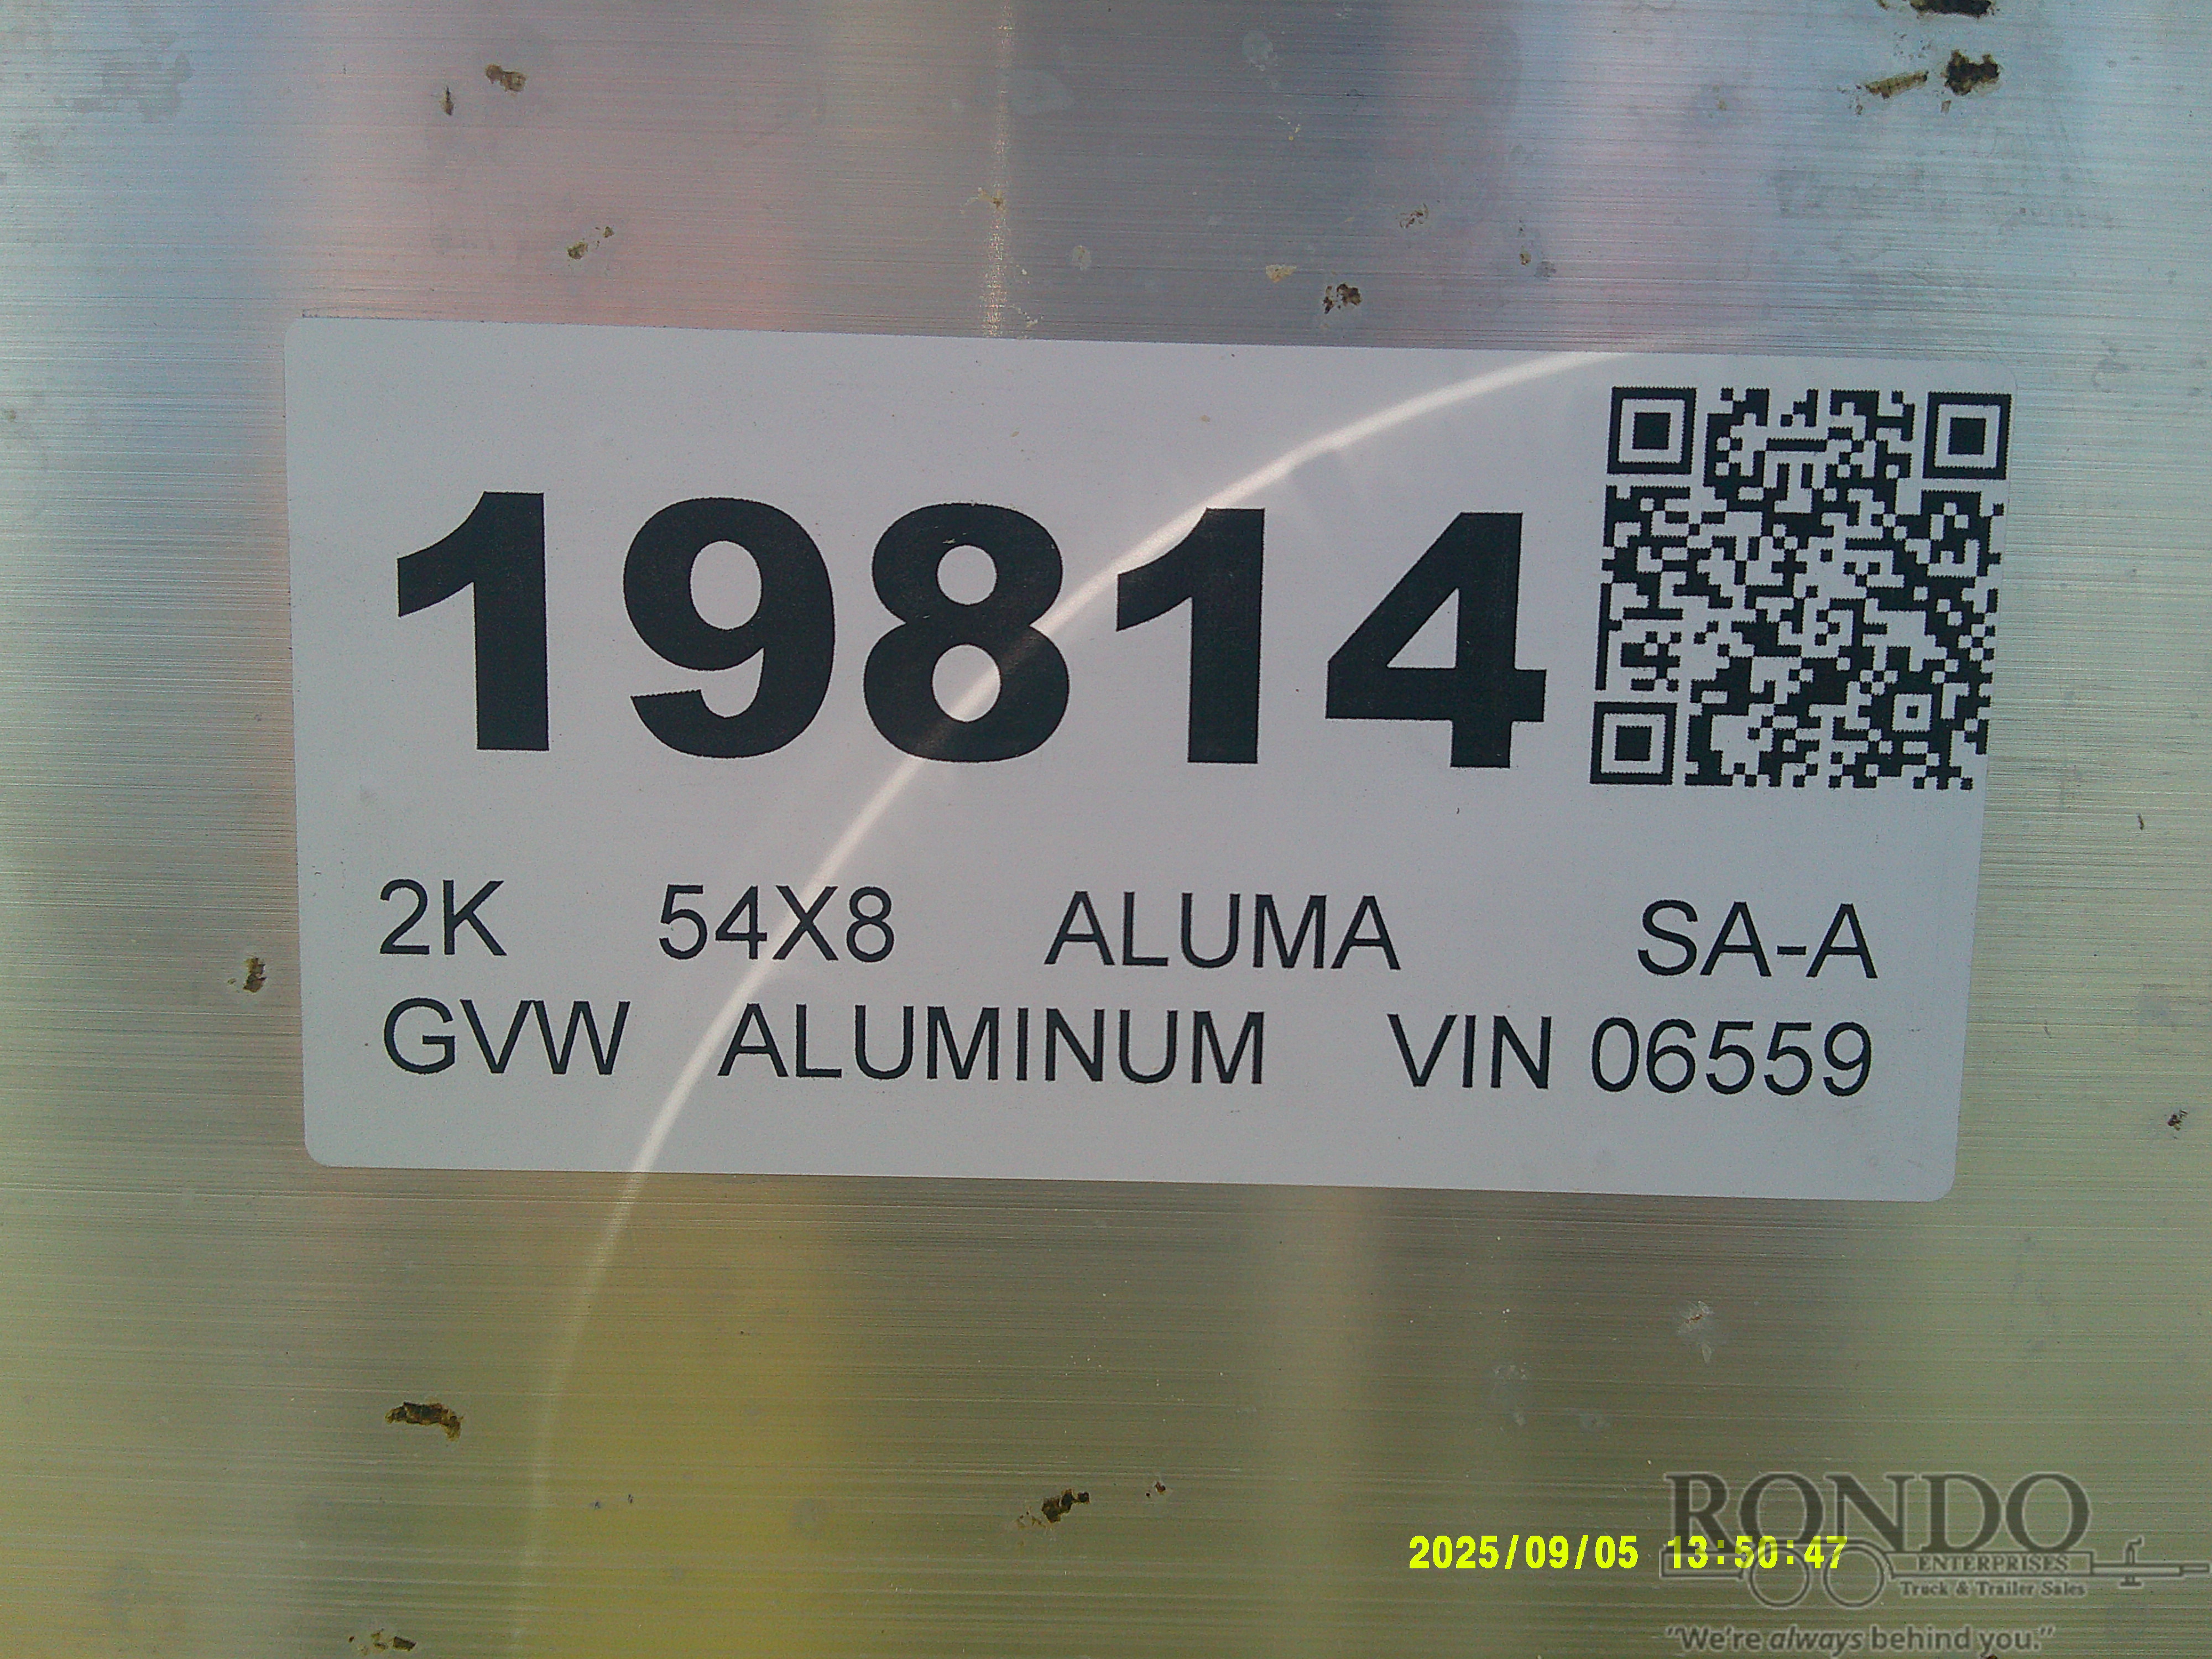 19814
2K 54X8 ALUMA SA-A
GVW ALUMINUM VIN 06559
2025/09/05 13:50:47
RONDO
ENTERPRISES
Truck & Trailer Sales
"We're always behind you."